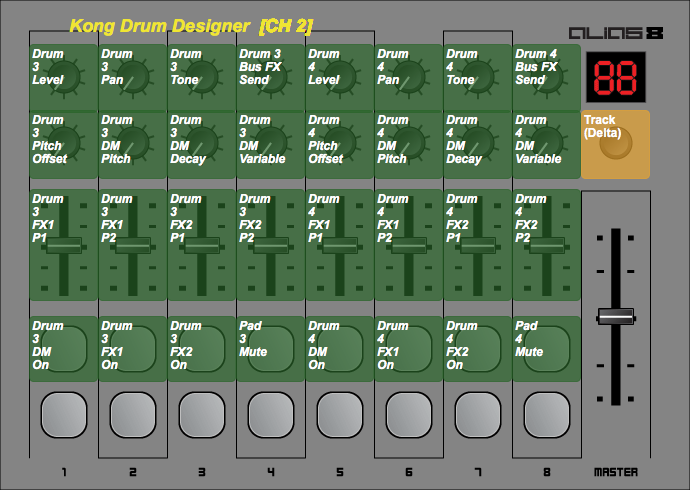 Kong Drum Designer [CH 2]
ALIAS 8
Drum 3 Level
Drum 3 Pan
Drum 3 Tone
Drum 3 Bus FX Send
Drum 4 Level
Drum 4 Pan
Drum 4 Tone
Drum 4 Bus FX Send
88
Drum 3 Pitch Offset
Drum 3 DM Pitch
Drum 3 DM Decay
Drum 3 DM Variable
Drum 4 Pitch Offset
Drum 4 DM Pitch
Drum 4 DM Decay
Drum 4 DM Variable
Track (Delta)
Drum 3 FX1 P1
Drum 3 FX1 P2
Drum 3 FX2 P1
Drum 3 FX2 P2
Drum 4 FX1 P1
Drum 4 FX1 P2
Drum 4 FX2 P1
Drum 4 FX2 P2
Drum 3 DM On
Drum 3 FX1 On
Drum 3 FX2 On
Pad 3 Mute
Drum 4 DM On
Drum 4 FX1 On
Drum 4 FX2 On
Pad 4 Mute
1 2 3 4 5 6 7 8 MASTER